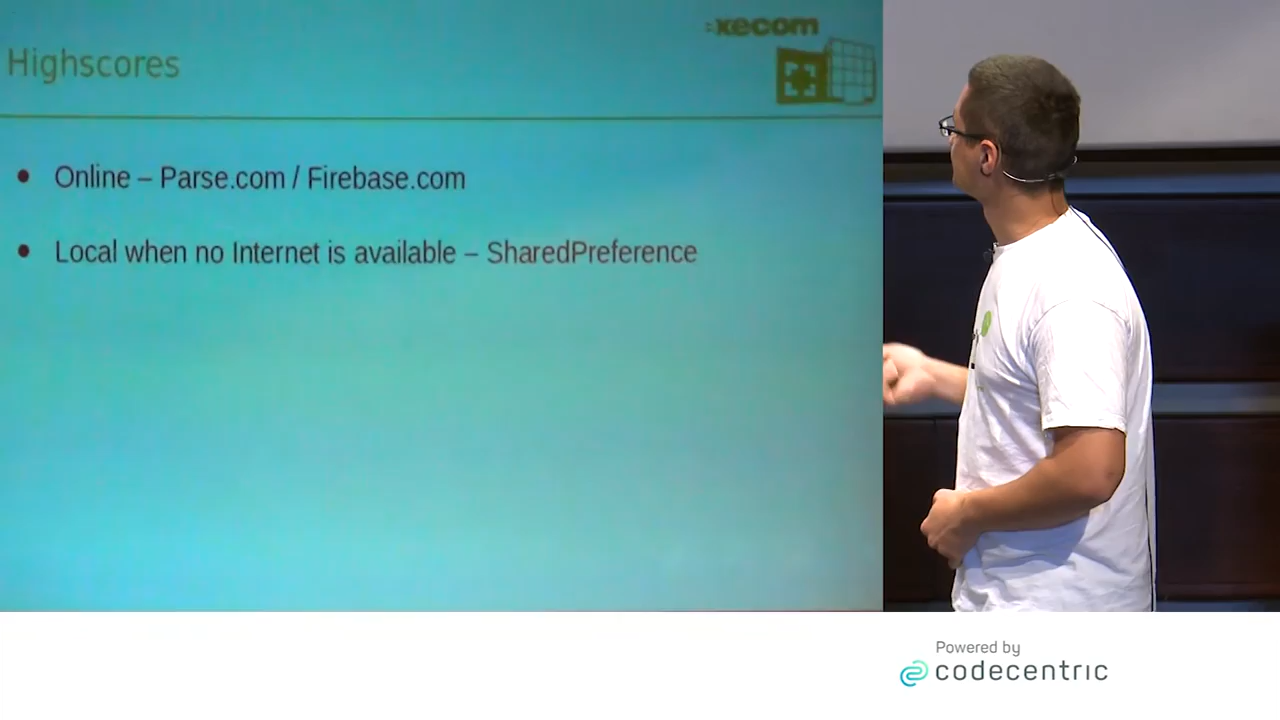 :xecom
Highscores
Online – Parse.com / Firebase.com
Local when no Internet is available – SharedPreference
Powered by
codecentric